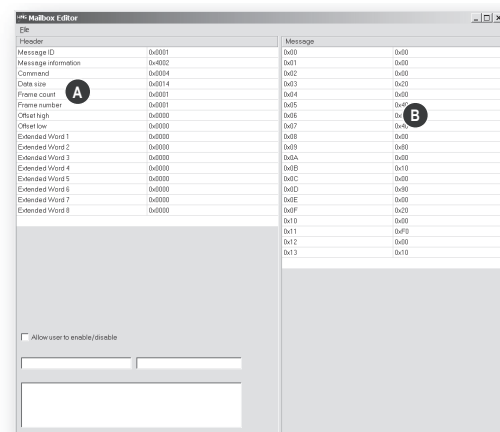 Mailbox Editor
File
Header
Message ID 0x0001
Message information 0x4002
Command 0x0004
Data size 0x0014
Frame count 0x0001
Frame number 0x0001
Offset high 0x0000
Offset low 0x0000
Extended Word 1 0x0000
Extended Word 2 0x0000
Extended Word 3 0x0000
Extended Word 4 0x0000
Extended Word 5 0x0000
Extended Word 6 0x0000
Extended Word 7 0x0000
Extended Word 8 0x0000
A
Allow user to enable/disable
Message
0x00 0x00
0x01 0x00
0x02 0x00
0x03 0x20
0x04 0x00
0x05
0x06
0x07
0x08 0x00
0x09 0x80
0x0A 0x00
0x0B 0x10
0x0C 0x00
0x0D 0x90
0x0E 0x00
0x0F 0x20
0x10 0x00
0x11 0xF0
0x12 0x00
0x13 0x10
B